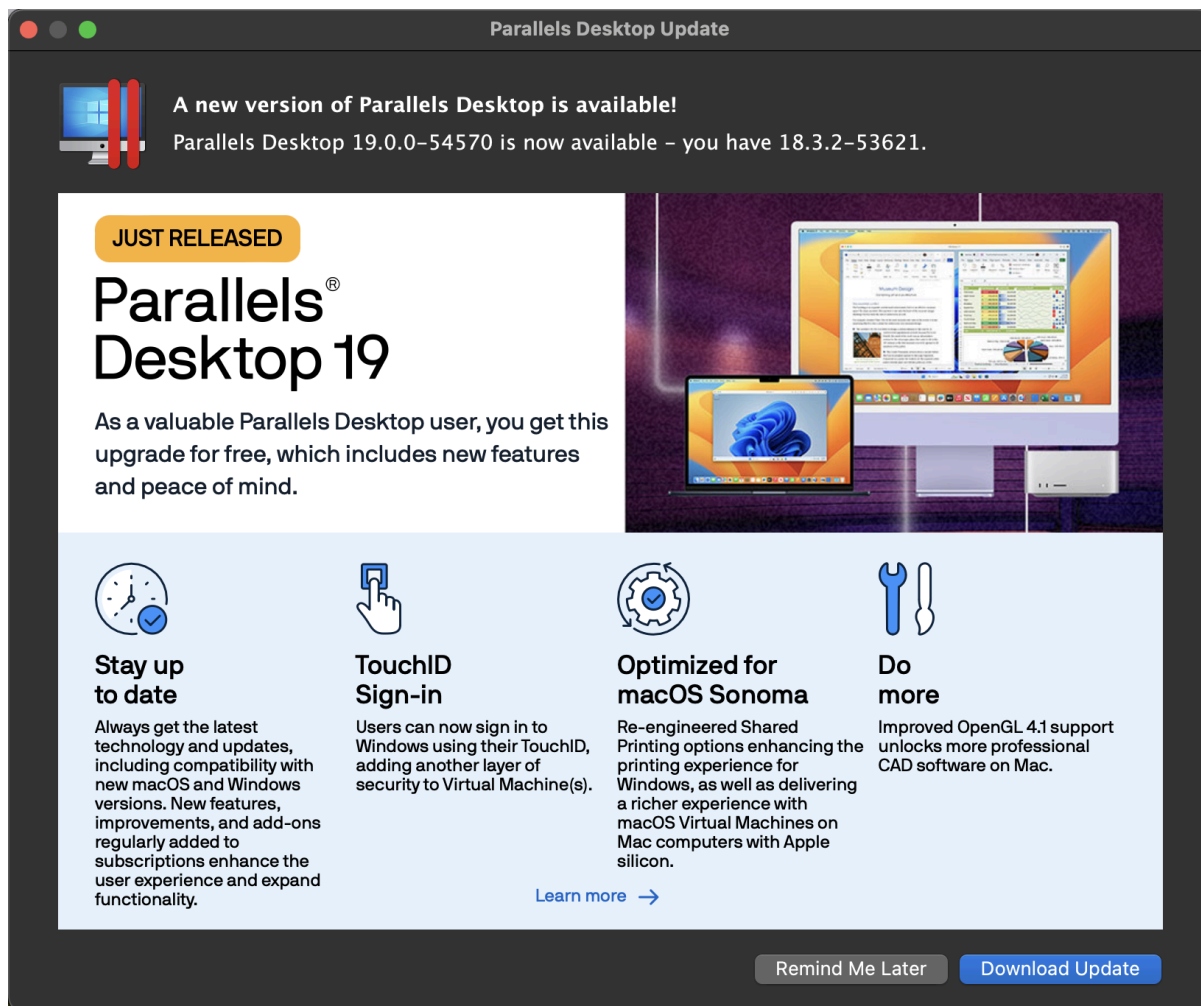 Parallels Desktop Update
A new version of Parallels Desktop is available!
Parallels Desktop 19.0.0-54570 is now available – you have 18.3.2-53621.
JUST RELEASED
Parallels®
Desktop 19
As a valuable Parallels Desktop user, you get this
upgrade for free, which includes new features
and peace of mind.
Museum Design
Stay up
to date
Always get the latest
technology and updates,
including compatibility with
new macOS and Windows
versions. New features,
improvements, and add-ons
regularly added to
subscriptions enhance the
user experience and expand
functionality.
TouchID
Sign-in
Users can now sign in to
Windows using their TouchID,
adding another layer of
security to Virtual Machine(s).
Optimized for
macOS Sonoma
Re-engineered Shared
Printing options enhancing the
printing experience for
Windows, as well as delivering
a richer experience with
macOS Virtual Machines on
Mac computers with Apple
silicon.
Do
more
Improved OpenGL 4.1 support
unlocks more professional
CAD software on Mac.
Learn more →
Remind Me Later
Download Update